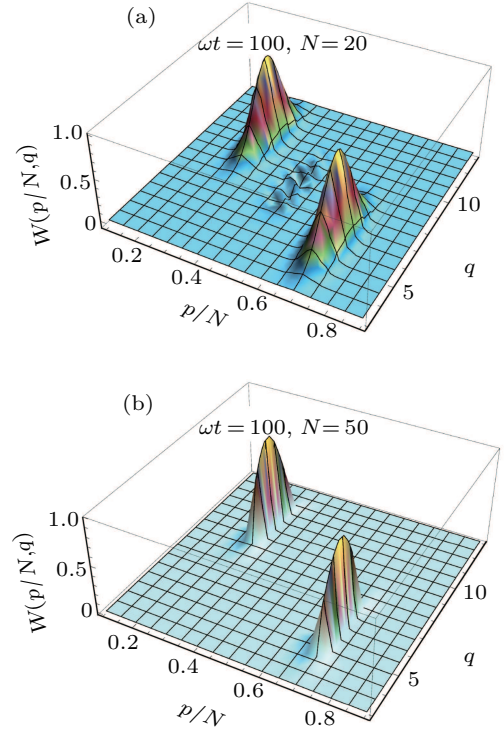 (a)
ωt = 100, N = 20
1.0
0.5
0
W(p/N,q)
0.2
0.4
0.6
0.8
p/N
5
10
q
(b)
ωt = 100, N = 50
1.0
0.5
0
W(p/N,q)
0.2
0.4
0.6
0.8
p/N
5
10
q